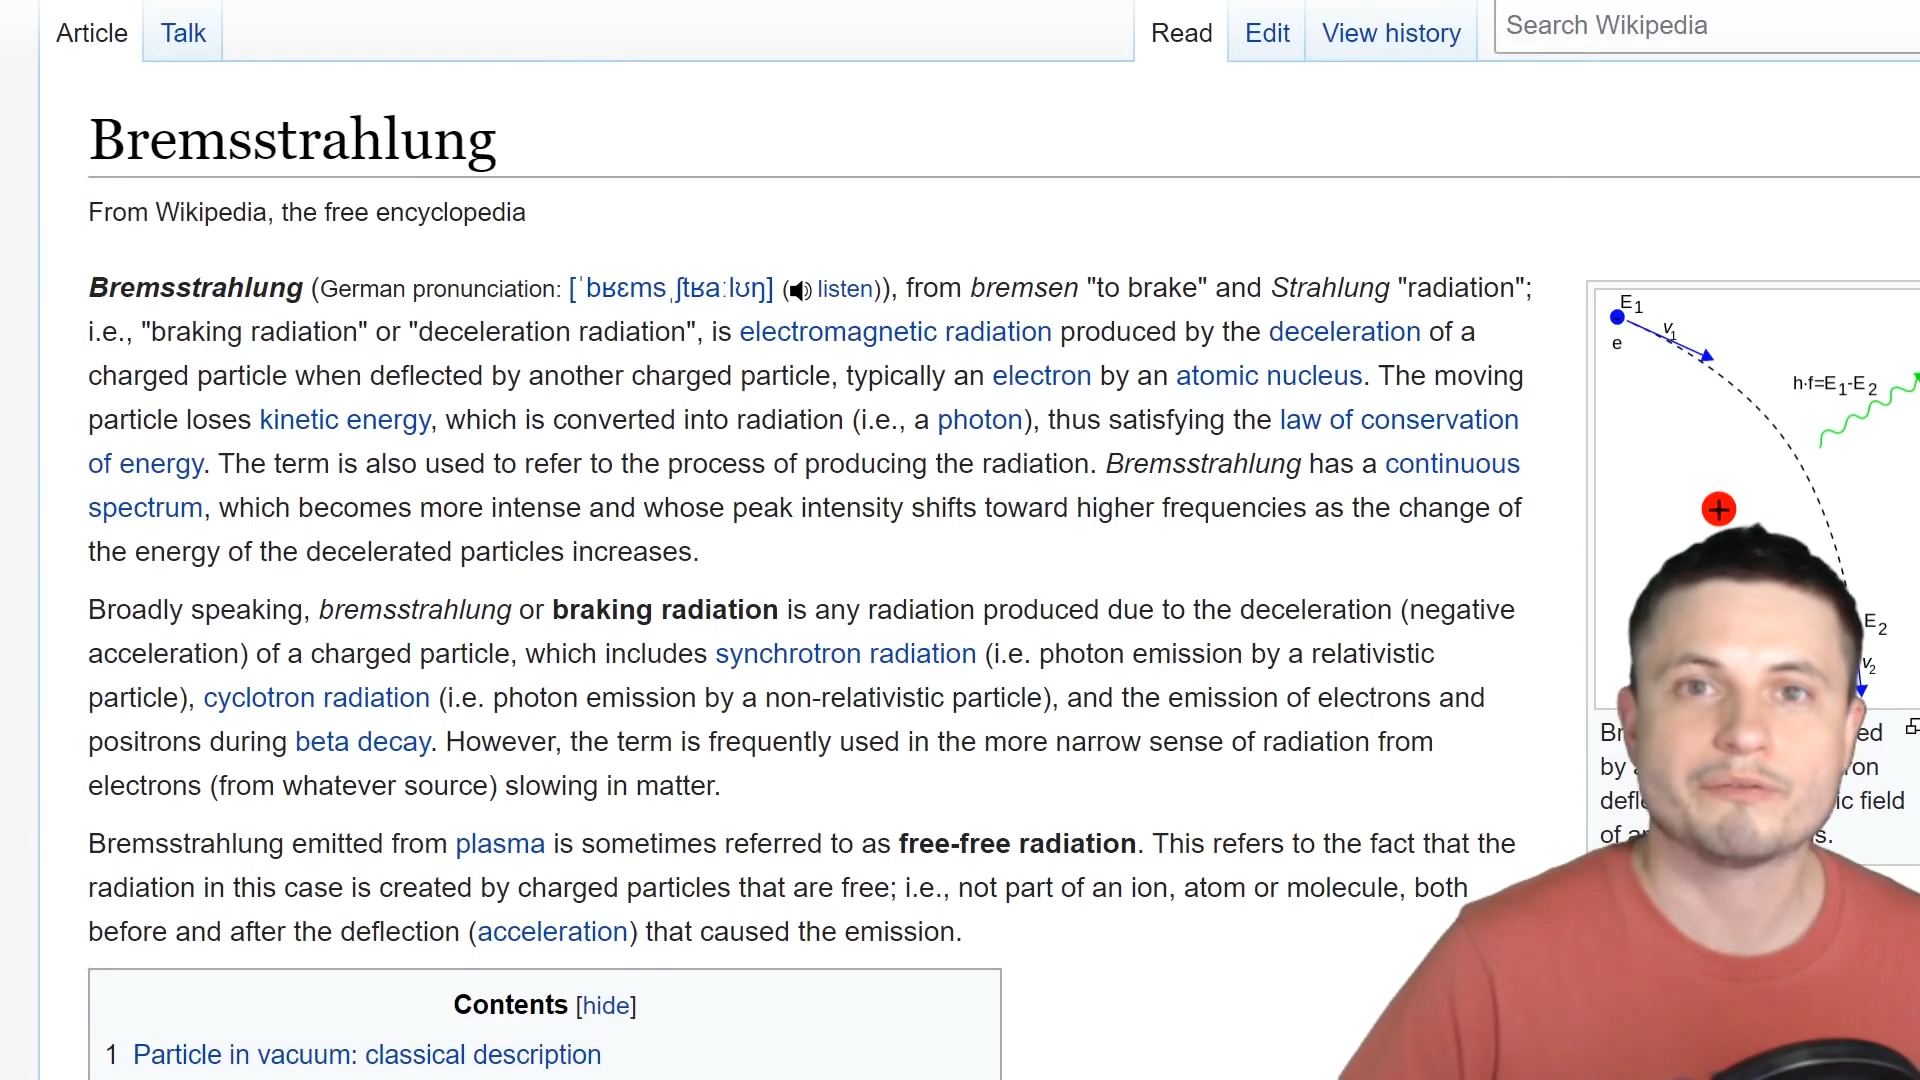 Article
Talk
Read
Edit
View history
Search Wikipedia
Bremsstrahlung
From Wikipedia, the free encyclopedia
Bremsstrahlung (German pronunciation: [ˈbʁɛmsˌʃtʁaːlʊŋ] (listen)), from bremsen "to brake" and Strahlung "radiation";
i.e., "braking radiation" or "deceleration radiation", is electromagnetic radiation produced by the deceleration of a
charged particle when deflected by another charged particle, typically an electron by an atomic nucleus. The moving
particle loses kinetic energy, which is converted into radiation (i.e., a photon), thus satisfying the law of conservation
of energy. The term is also used to refer to the process of producing the radiation. Bremsstrahlung has a continuous
spectrum, which becomes more intense and whose peak intensity shifts toward higher frequencies as the change of
the energy of the decelerated particles increases.
Broadly speaking, bremsstrahlung or braking radiation is any radiation produced due to the deceleration (negative
acceleration) of a charged particle, which includes synchrotron radiation (i.e. photon emission by a relativistic
particle), cyclotron radiation (i.e. photon emission by a non-relativistic particle), and the emission of electrons and
positrons during beta decay. However, the term is frequently used in the more narrow sense of radiation from
electrons (from whatever source) slowing in matter.
Bremsstrahlung emitted from plasma is sometimes referred to as free-free radiation. This refers to the fact that the
radiation in this case is created by charged particles that are free; i.e., not part of an ion, atom or molecule, both
before and after the deflection (acceleration) that caused the emission.
Contents [hide]
1 Particle in vacuum: classical description
E1
v1
e
h·f=E1-E2
+
E2
v2
by
field
of